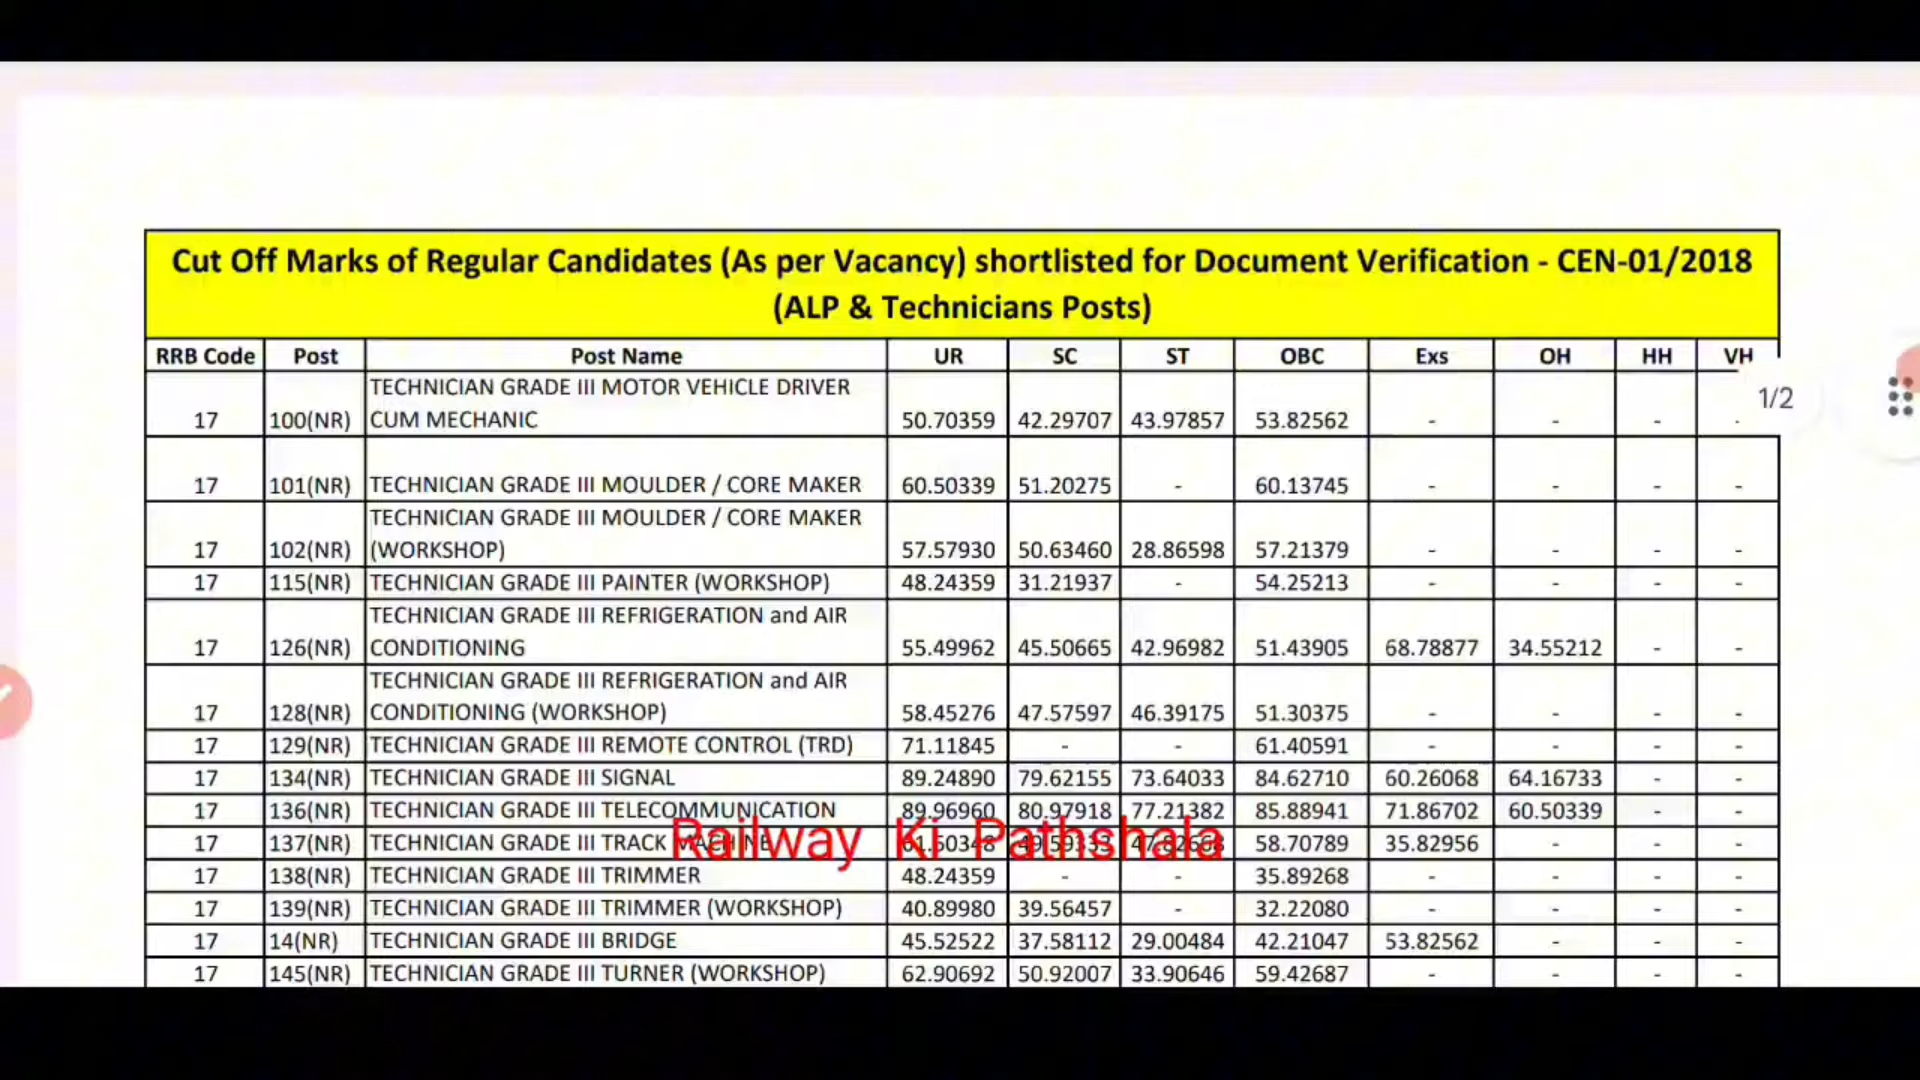 Cut Off Marks of Regular Candidates (As per Vacancy) shortlisted for Document Verification - CEN-01/2018
(ALP & Technicians Posts)
RRB Code Post Post Name UR SC ST OBC Exs OH HH VH
1/2
17 100(NR) TECHNICIAN GRADE III MOTOR VEHICLE DRIVER
CUM MECHANIC 50.70359 42.29707 43.97857 53.82562 - - - -
17 101(NR) TECHNICIAN GRADE III MOULDER / CORE MAKER 60.50339 51.20275 - 60.13745 - - - -
TECHNICIAN GRADE III MOULDER / CORE MAKER
17 102(NR) (WORKSHOP) 57.57930 50.63460 28.86598 57.21379 - - - -
17 115(NR) TECHNICIAN GRADE III PAINTER (WORKSHOP) 48.24359 31.21937 - 54.25213 - - - -
TECHNICIAN GRADE III REFRIGERATION and AIR
17 126(NR) CONDITIONING 55.49962 45.50665 42.96982 51.43905 68.78877 34.55212 - -
TECHNICIAN GRADE III REFRIGERATION and AIR
17 128(NR) CONDITIONING (WORKSHOP) 58.45276 47.57597 46.39175 51.30375 - - - -
17 129(NR) TECHNICIAN GRADE III REMOTE CONTROL (TRD) 71.11845 - - 61.40591 - - - -
17 134(NR) TECHNICIAN GRADE III SIGNAL 89.24890 79.62155 73.64033 84.62710 60.26068 64.16733 - -
17 136(NR) TECHNICIAN GRADE III TELECOMMUNICATION 89.96960 80.97918 77.21382 85.88941 71.86702 60.50339 - -
17 137(NR) TECHNICIAN GRADE III TRACK MACHINE 58.70789 35.82956 - - -
Railway Ki Pathshala
17 138(NR) TECHNICIAN GRADE III TRIMMER 48.24359 - - 35.89268 - - - -
17 139(NR) TECHNICIAN GRADE III TRIMMER (WORKSHOP) 40.89980 39.56457 - 32.22080 - - - -
17 14(NR) TECHNICIAN GRADE III BRIDGE 45.52522 37.58112 29.00484 42.21047 53.82562 - - -
17 145(NR) TECHNICIAN GRADE III TURNER (WORKSHOP) 62.90692 50.92007 33.90646 59.42687 - - - -